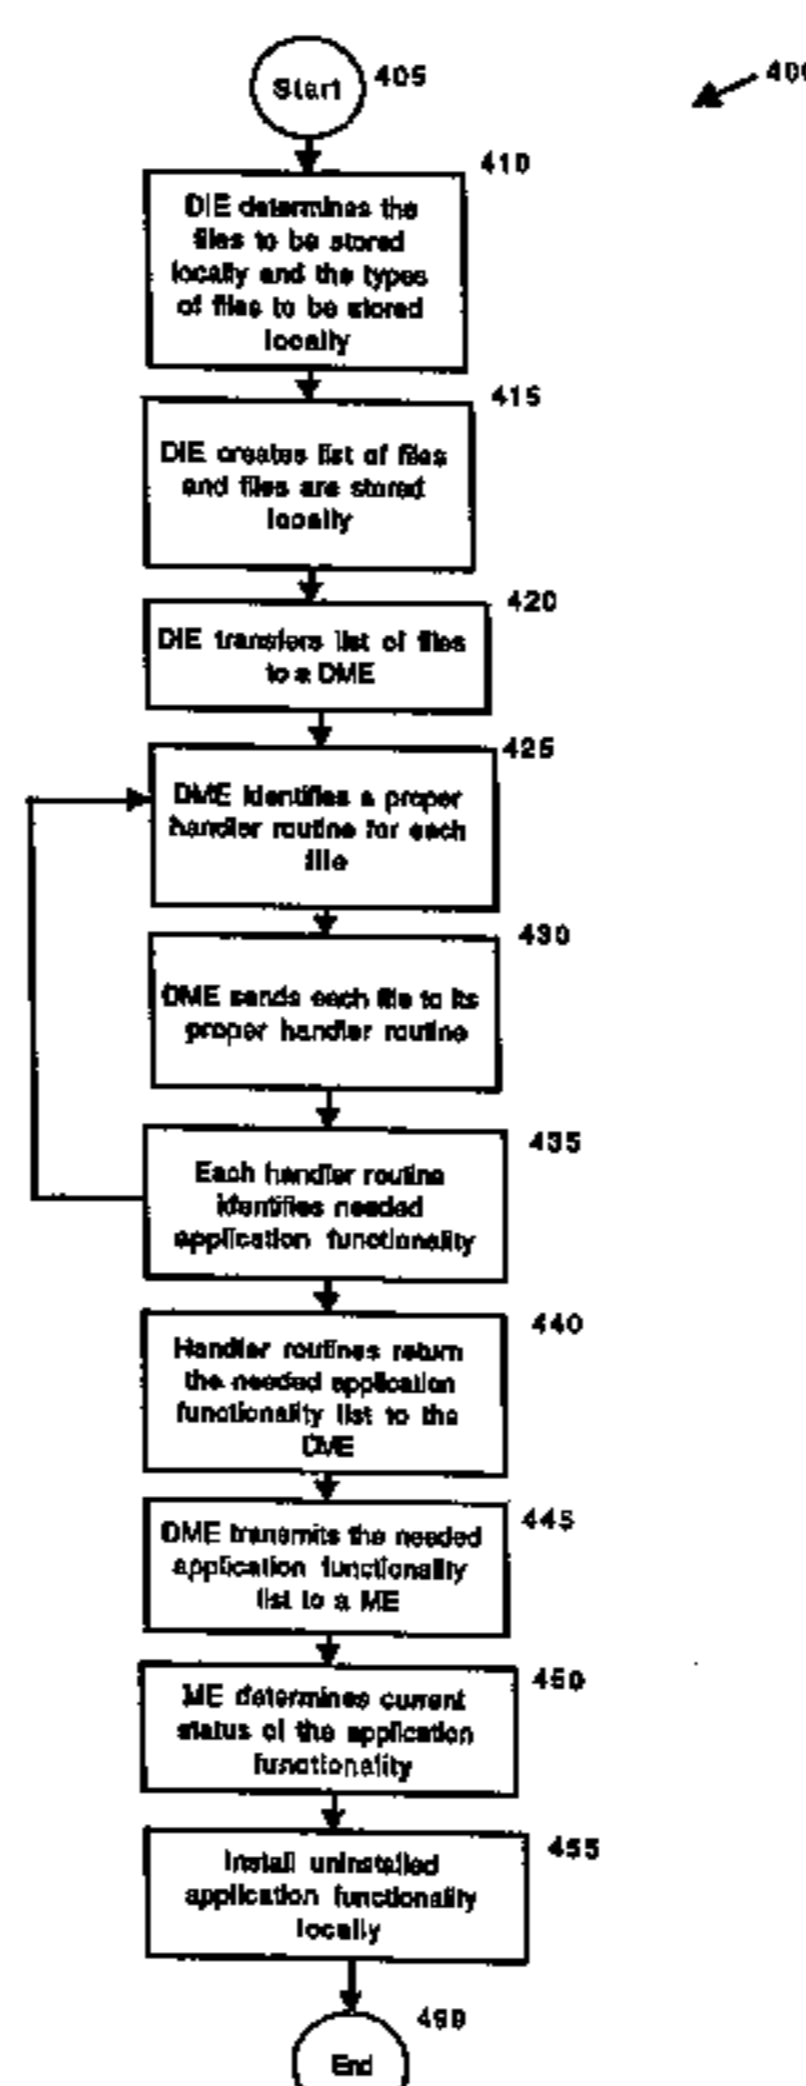 Start 405
400
410
DIE determines the
files to be stored
locally and the types
of files to be stored
locally
415
DIE creates list of files
and files are stored
locally
420
DIE transfers list of files
to a DME
425
DME identifies a proper
handler routine for each
file
430
DME sends each file to its
proper handler routine
435
Each handler routine
identifies needed
application functionality
440
Handler routines return
the needed application
functionality list to the
DME
445
DME transmits the needed
application functionality
list to a ME
450
ME determines current
status of the application
functionality
455
Install uninstalled
application functionality
locally
End